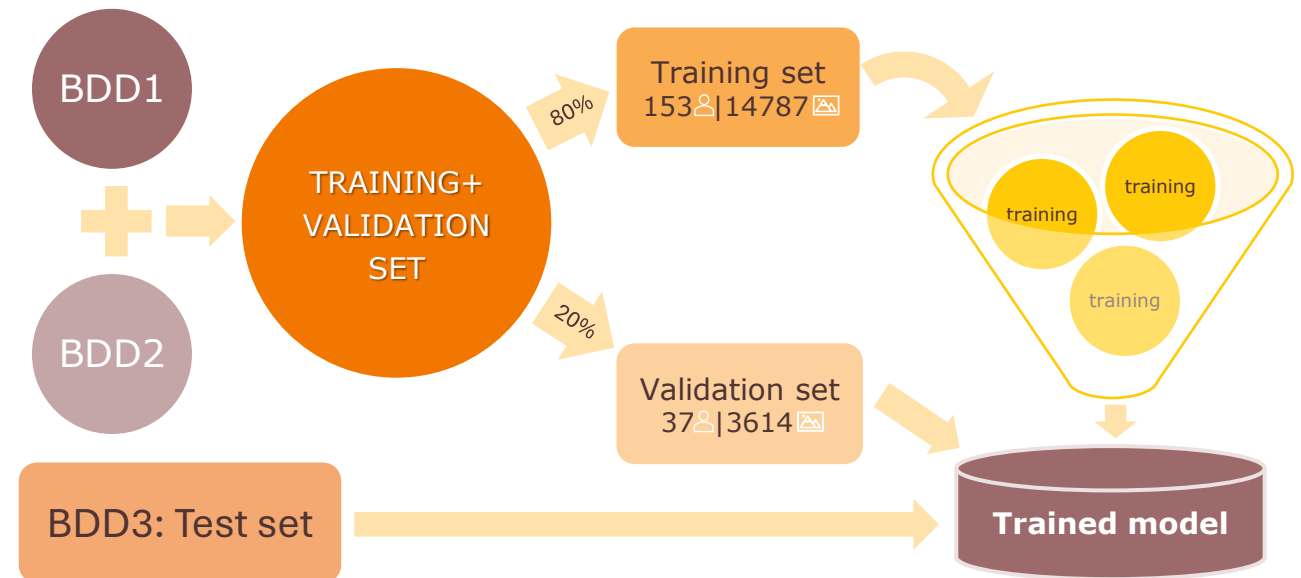 BDD1
BDD2
TRAINING+
VALIDATION
SET
80%
20%
Training set
153|14787
Validation set
37|3614
training
training
training
BDD3: Test set
Trained model